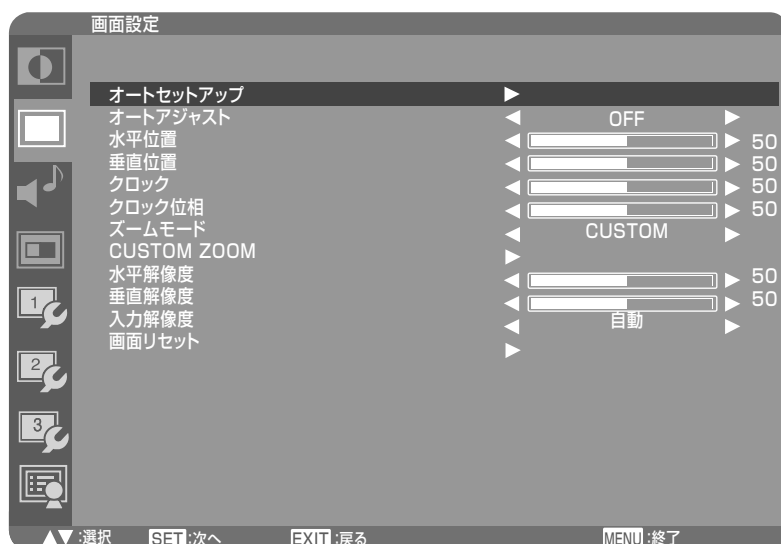 画面設定
オートセットアップ
オートアジャスト OFF
水平位置 50
垂直位置 50
クロック 50
クロック位相 50
ズームモード CUSTOM
CUSTOM ZOOM
水平解像度 50
垂直解像度 50
入力解像度 自動
画面リセット
1
2
3
:選択 SET :次へ EXIT :戻る MENU :終了